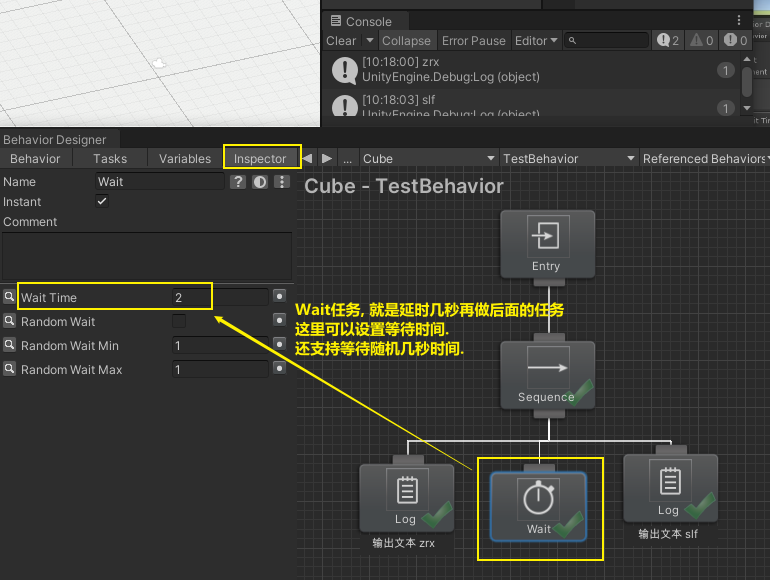 Console
Clear Collapse Error Pause Editor 2 0 0
[10:18:00] zrx
UnityEngine.Debug:Log (object)
1
[10:18:03] slf
UnityEngine.Debug:Log (object)
1
Behavior Designer
Behavior Tasks Variables Inspector ... Cube TestBehavior Referenced Behaviors
Name Wait
Instant
Comment
Wait Time 2
Random Wait
Random Wait Min 1
Random Wait Max 1
Cube - TestBehavior
Entry
Wait任务, 就是延时几秒再做后面的任务
这里可以设置等待时间.
还支持等待随机几秒时间.
Sequence
Log
Wait
Log
输出文本 zrx
输出文本 slf